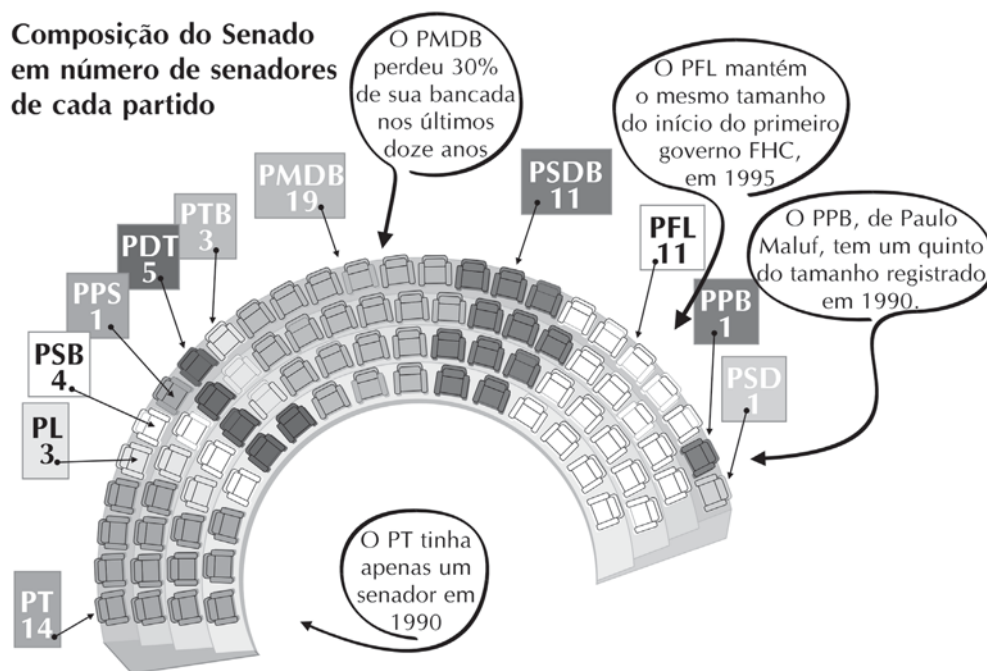 Composição do Senado
em número de senadores
de cada partido
O PMDB
perdeu 30%
de sua bancada
nos últimos
doze anos
O PFL mantém
o mesmo tamanho
do início do primeiro
governo FHC,
em 1995
O PPB, de Paulo
Maluf, tem um quinto
do tamanho registrado
em 1990.
PMDB
19
PSDB
11
PTB
3
PFL
11
PDT
5
PPS
1
PPB
1
PSB
4
PSD
1
PL
3
O PT tinha
apenas um
senador em
1990
PT
14